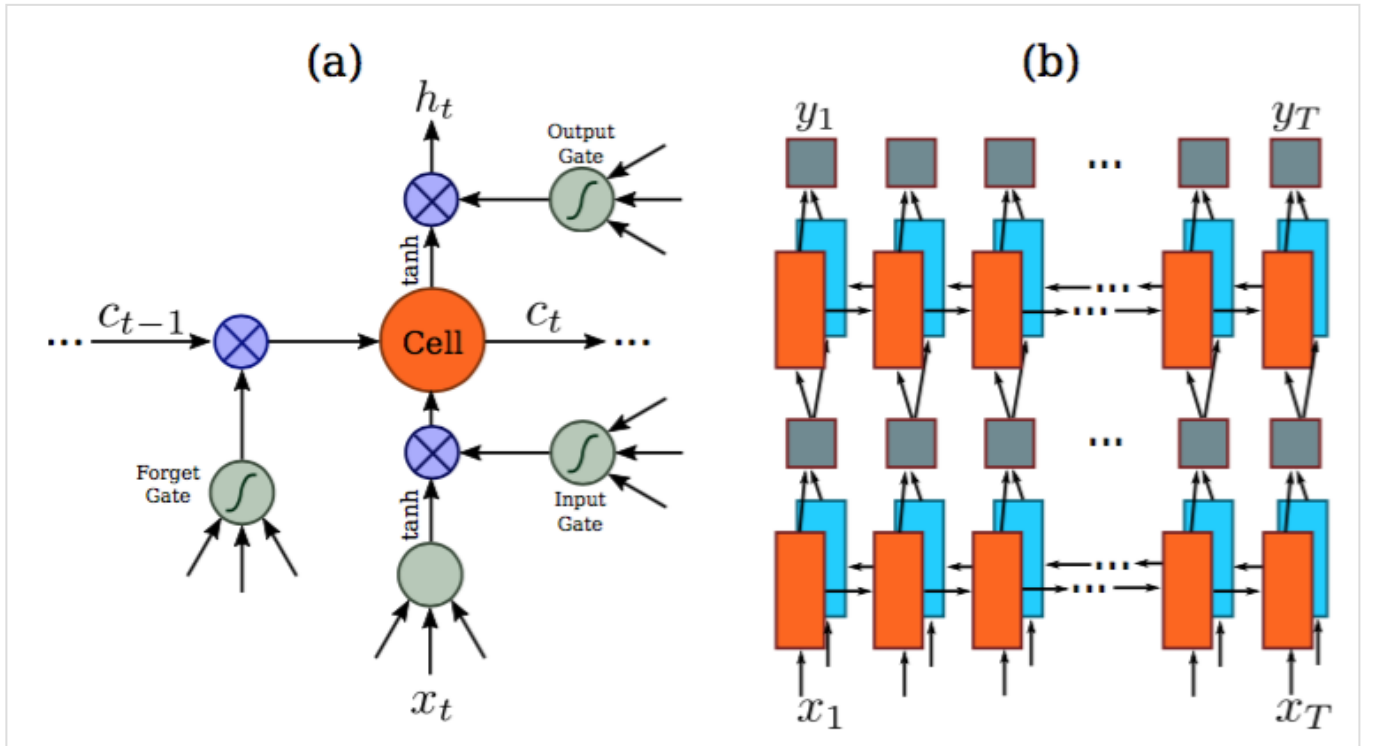 (a)
(b)
h_t
Output
Gate
tanh
... c_{t-1}
Cell
c_t ...
Forget
Gate
tanh
Input
Gate
x_t
y_1
y_T
...
...
...
...
...
...
x_1
x_T